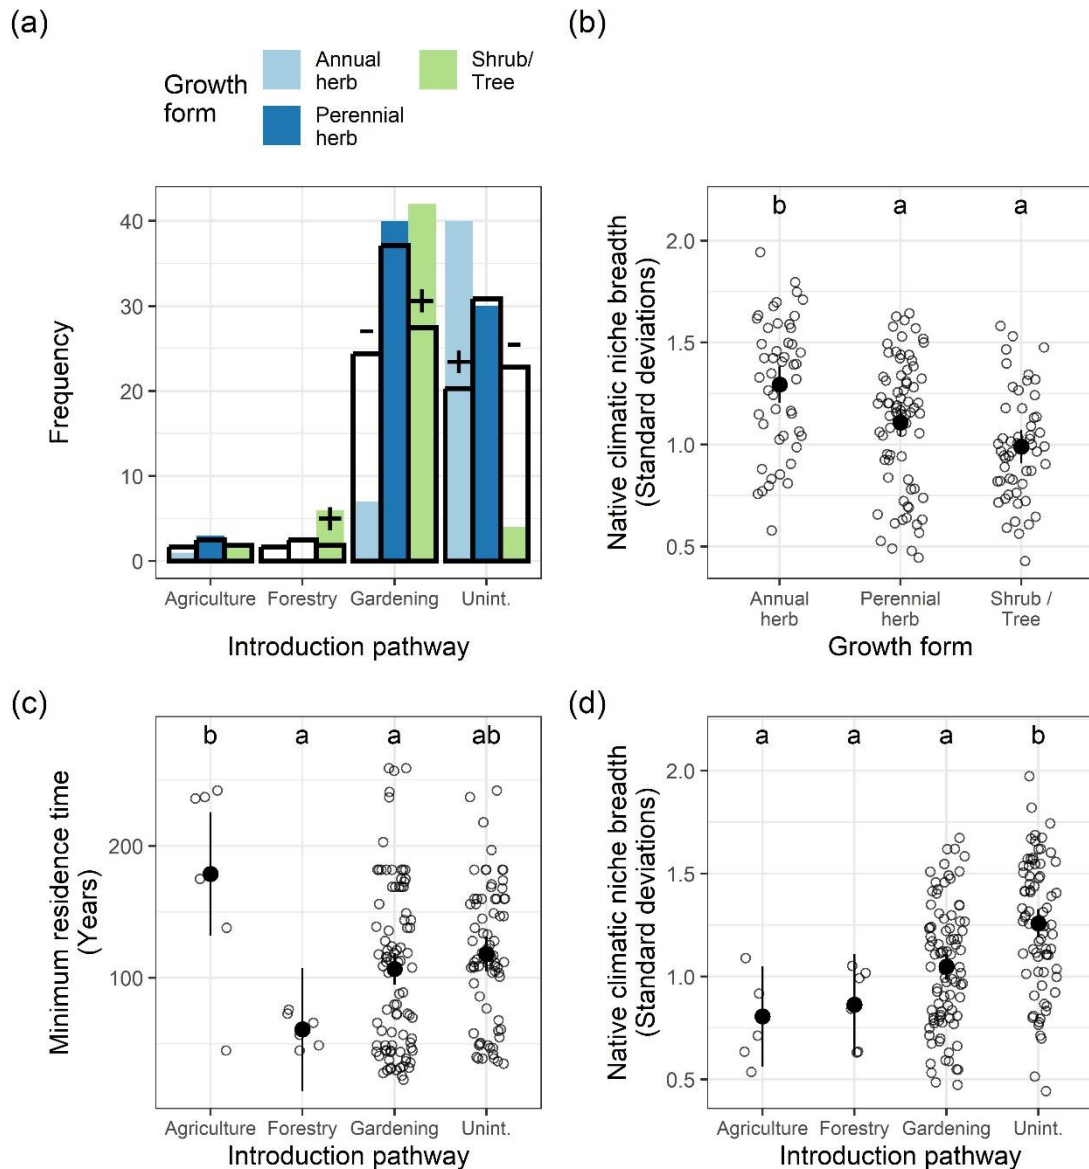 (a)
Growth
form
Annual
herb
Perennial
herb
Shrub/
Tree
Frequency
40
30
20
10
0
-
+
+
+
-
Agriculture Forestry Gardening Unint.
Introduction pathway
(b)
Native climatic niche breadth
(Standard deviations)
2.0
1.5
1.0
0.5
b a a
Annual
herb
Perennial
herb
Shrub /
Tree
Growth form
(c)
Minimum residence time
(Years)
200
100
b a a ab
Agriculture Forestry Gardening Unint.
Introduction pathway
(d)
Native climatic niche breadth
(Standard deviations)
2.0
1.5
1.0
0.5
a a a b
Agriculture Forestry Gardening Unint.
Introduction pathway